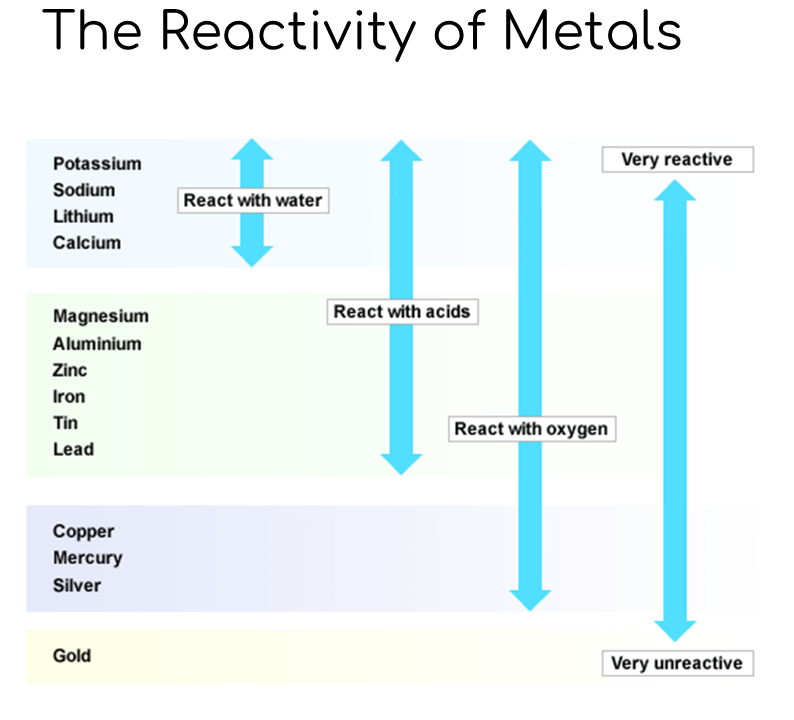 The Reactivity of Metals
Very reactive
Potassium
Sodium
Lithium
Calcium
React with water
Magnesium
Aluminium
Zinc
Iron
Tin
Lead
React with acids
React with oxygen
Copper
Mercury
Silver
Gold
Very unreactive